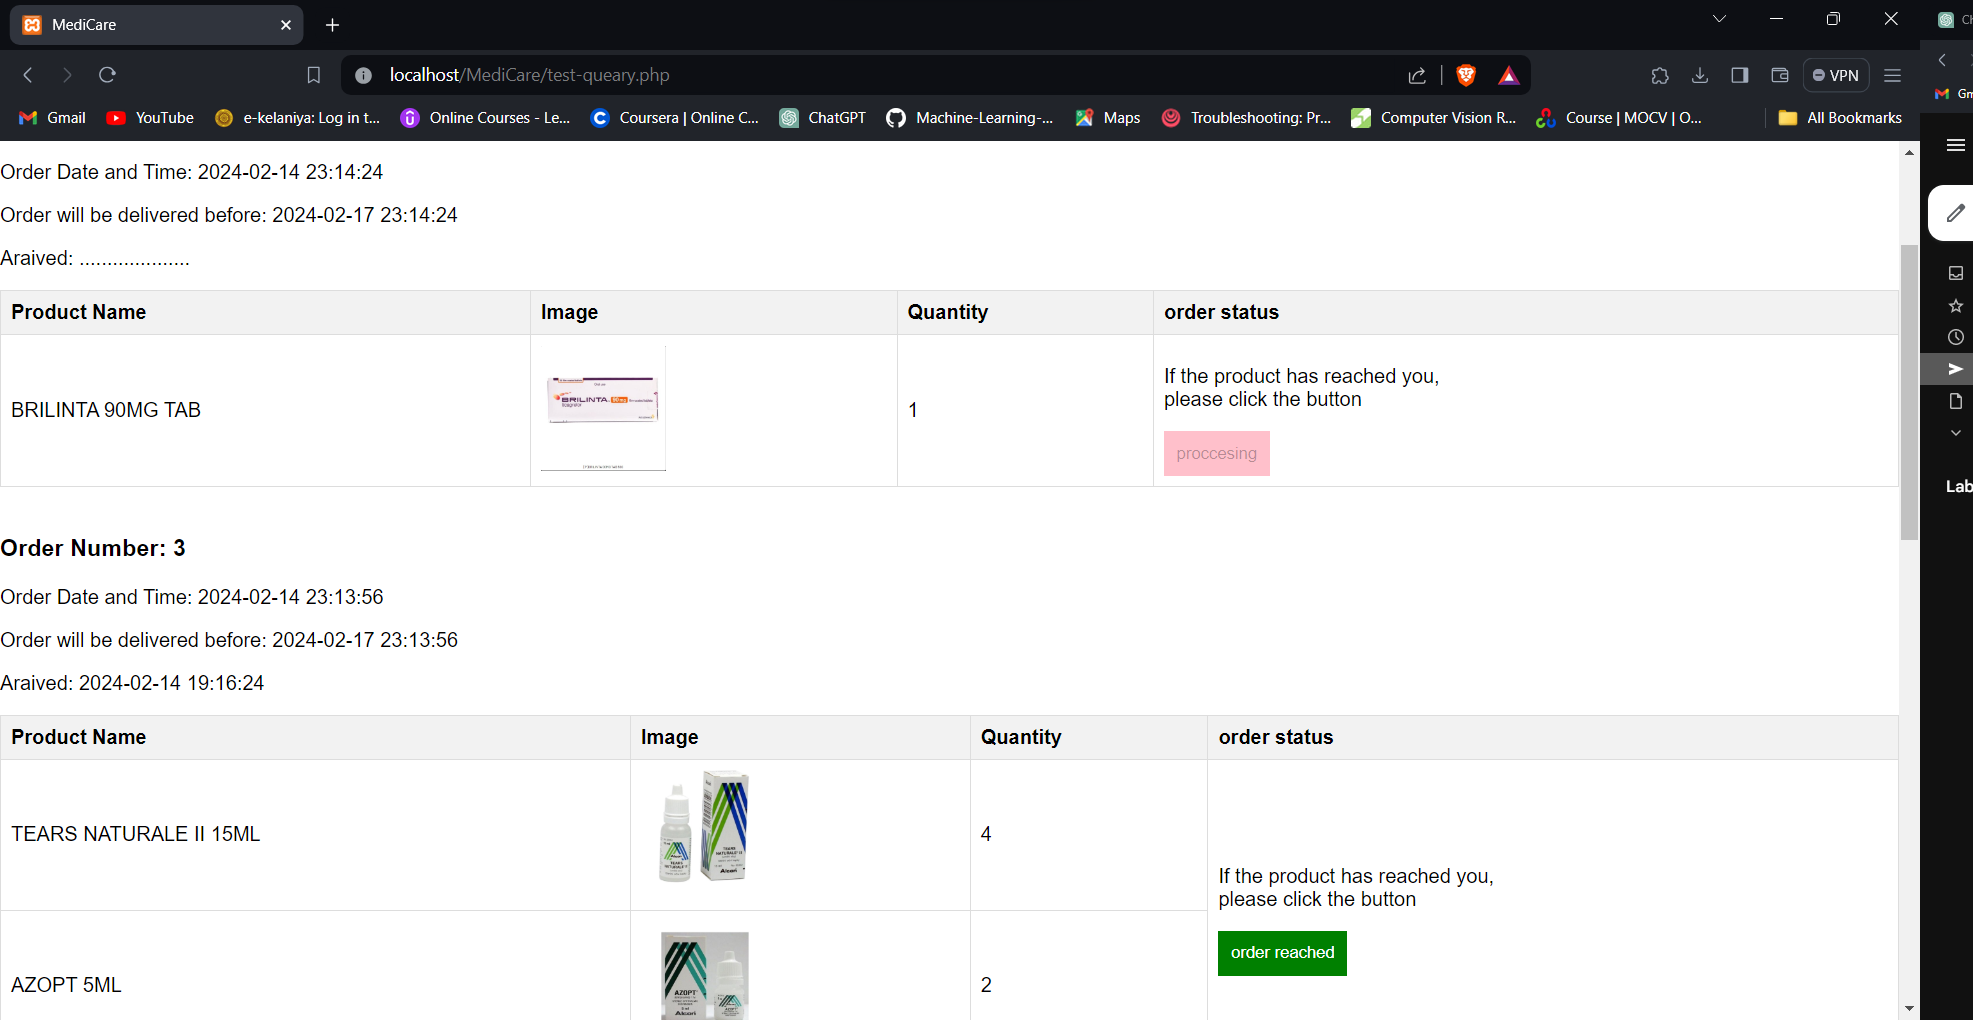 MediCare
localhost/MediCare/test-queary.php
VPN
Gmail
YouTube
e-kelaniya: Log in t...
Online Courses - Le...
Coursera | Online C...
ChatGPT
Machine-Learning-...
Maps
Troubleshooting: Pr...
Computer Vision R...
Course | MOCV | O...
All Bookmarks
Order Date and Time: 2024-02-14 23:14:24
Order will be delivered before: 2024-02-17 23:14:24
Araived: ....................
Product Name Image Quantity order status
BRILINTA 90MG TAB
BRILINTA 90mg
1
If the product has reached you,
please click the button
proccesing
Order Number: 3
Order Date and Time: 2024-02-14 23:13:56
Order will be delivered before: 2024-02-17 23:13:56
Araived: 2024-02-14 19:16:24
Product Name Image Quantity order status
TEARS NATURALE II 15ML
TEARS
NATURALE II
Alcon
4
If the product has reached you,
please click the button
order reached
AZOPT 5ML
AZOPT
Alcon
2
Lab